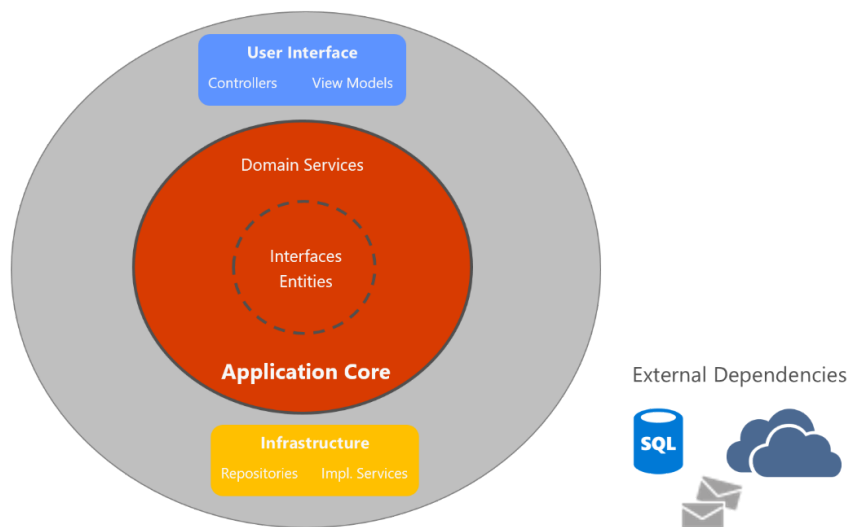 User Interface
Controllers View Models
Domain Services
Interfaces
Entities
Application Core
External Dependencies
Infrastructure
SQL
Repositories Impl. Services